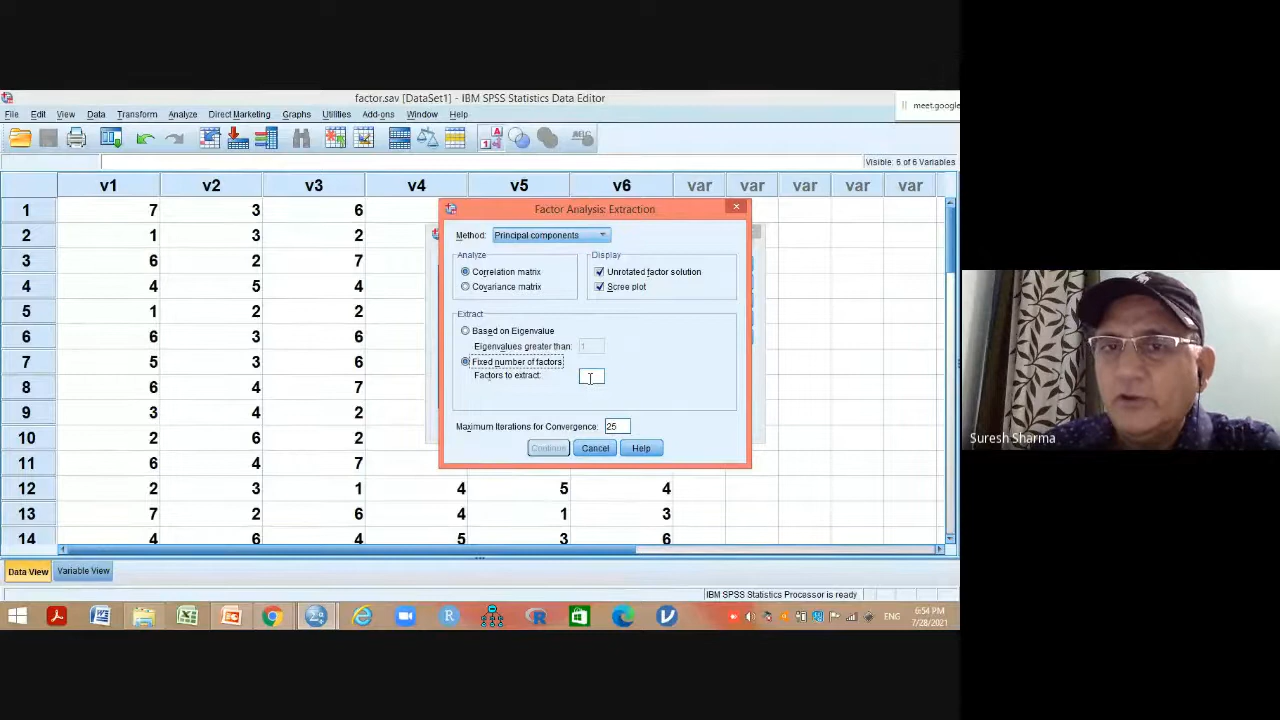 factor.sav [DataSet1] - IBM SPSS Statistics Data Editor
meet.google
File Edit View Data Transform Analyze Direct Marketing Graphs Utilities Add-ons Window Help
Visible: 6 of 6 Variables
v1 v2 v3 v4 v5 v6 var var var var var
1 7 3 6
2 1 3 2
3 6 2 7
4 4 5 4
5 1 2 2
6 6 3 6
7 5 3 6
8 6 4 7
9 3 4 2
10 2 6 2
11 6 4 7
12 2 3 1 4 5 4
13 7 2 6 4 1 3
14 4 6 4 5 3 6
Factor Analysis: Extraction
Method: Principal components
Analyze
Correlation matrix
Covariance matrix
Display
Unrotated factor solution
Scree plot
Extract
Based on Eigenvalue
Eigenvalues greater than: 1
Fixed number of factors
Factors to extract:
Maximum Iterations for Convergence: 25
Continue Cancel Help
Data View Variable View
IBM SPSS Statistics Processor is ready
ENG
6:54 PM
7/28/2021
Suresh Sharma